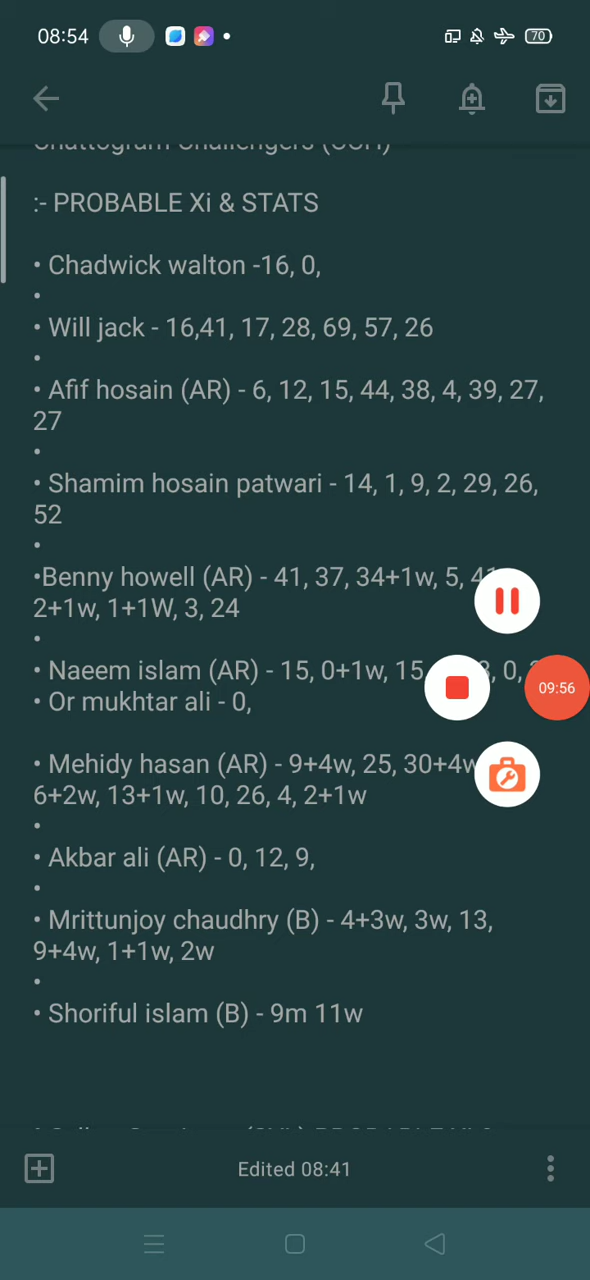 08:54
70
Chattogram Challengers (CCH)
:- PROBABLE Xi & STATS
• Chadwick walton -16, 0,
•
• Will jack - 16,41, 17, 28, 69, 57, 26
•
• Afif hosain (AR) - 6, 12, 15, 44, 38, 4, 39, 27,
27
•
• Shamim hosain patwari - 14, 1, 9, 2, 29, 26,
52
•
•Benny howell (AR) - 41, 37, 34+1w, 5,
2+1w, 1+1W, 3, 24
•
• Naeem islam (AR) - 15, 0+1w, 15 0,
• Or mukhtar ali - 0,
09:56
• Mehidy hasan (AR) - 9+4w, 25, 30+4w
6+2w, 13+1w, 10, 26, 4, 2+1w
•
• Akbar ali (AR) - 0, 12, 9,
•
• Mrittunjoy chaudhry (B) - 4+3w, 3w, 13,
9+4w, 1+1w, 2w
•
• Shoriful islam (B) - 9m 11w
Edited 08:41